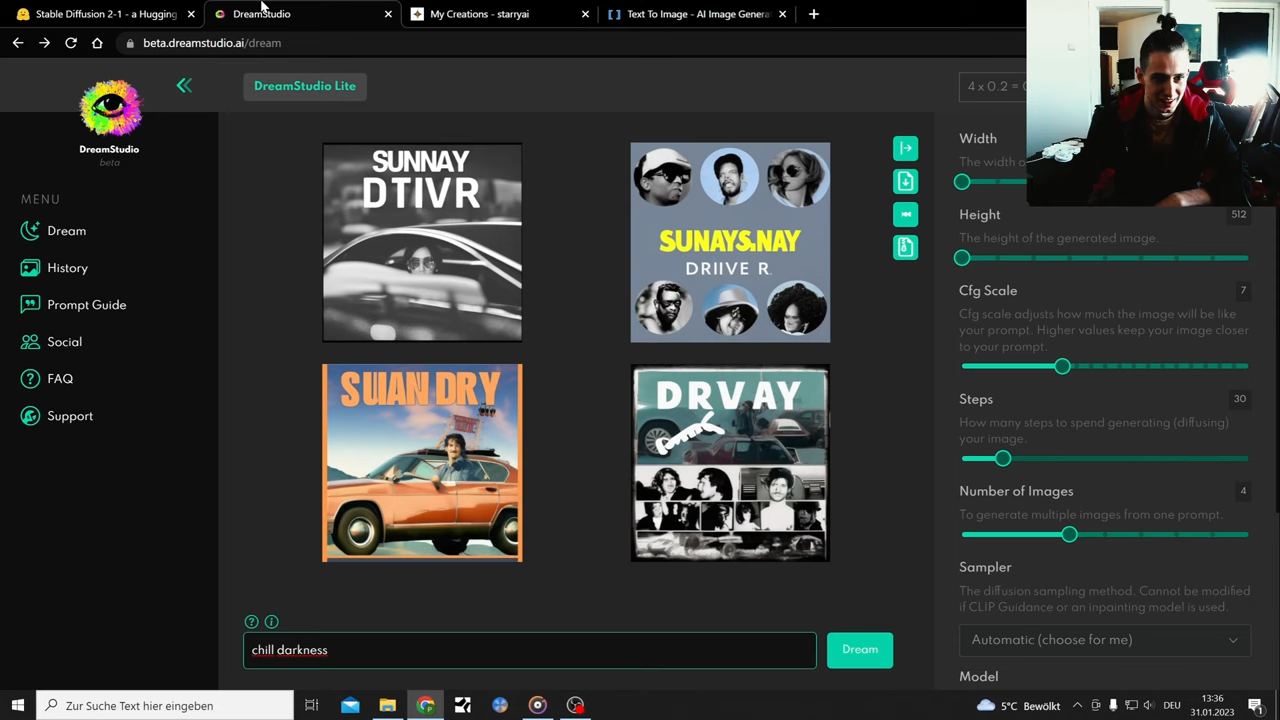 Stable Diffusion 2-1 - a Hugging
DreamStudio
My Creations - starryai
Text To Image - AI Image Genera
beta.dreamstudio.ai/dream
DreamStudio
beta
DreamStudio Lite
4 x 0.2 =
MENU
Dream
History
Prompt Guide
Social
FAQ
Support
SUNNAY
DTIVR
SUNAYS&NAY
DRIIVE R.
SUAN DRY
DRVAY
Width
The width o
Height
512
The height of the generated image.
Cfg Scale
7
Cfg scale adjusts how much the image will be like
your prompt. Higher values keep your image closer
to your prompt.
Steps
30
How many steps to spend generating (diffusing)
your image.
Number of Images
4
To generate multiple images from one prompt.
Sampler
The diffusion sampling method. Cannot be modified
if CLIP Guidance or an inpainting model is used.
Automatic (choose for me)
Model
chill darkness
Dream
Zur Suche Text hier eingeben
5°C Bewölkt
DEU
13:36
31.01.2023